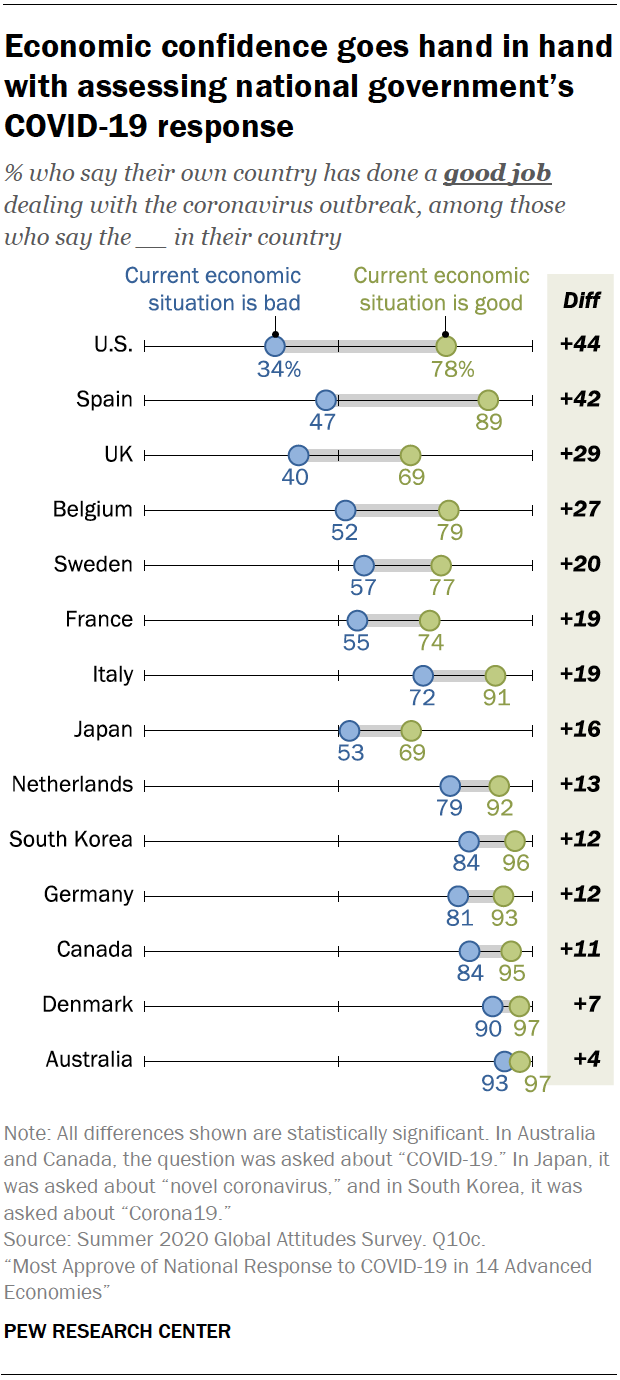 Economic confidence goes hand in hand
with assessing national government's
COVID-19 response
% who say their own country has done a good job
dealing with the coronavirus outbreak, among those
who say the __ in their country
Current economic situation is bad
Current economic situation is good
Diff
U.S. 34% 78% +44
Spain 47 89 +42
UK 40 69 +29
Belgium 52 79 +27
Sweden 57 77 +20
France 55 74 +19
Italy 72 91 +19
Japan 53 69 +16
Netherlands 79 92 +13
South Korea 84 96 +12
Germany 81 93 +12
Canada 84 95 +11
Denmark 90 97 +7
Australia 93 97 +4
Note: All differences shown are statistically significant. In Australia
and Canada, the question was asked about “COVID-19.” In Japan, it
was asked about “novel coronavirus,” and in South Korea, it was
asked about “Corona19.”
Source: Summer 2020 Global Attitudes Survey. Q10c.
“Most Approve of National Response to COVID-19 in 14 Advanced
Economies”
PEW RESEARCH CENTER